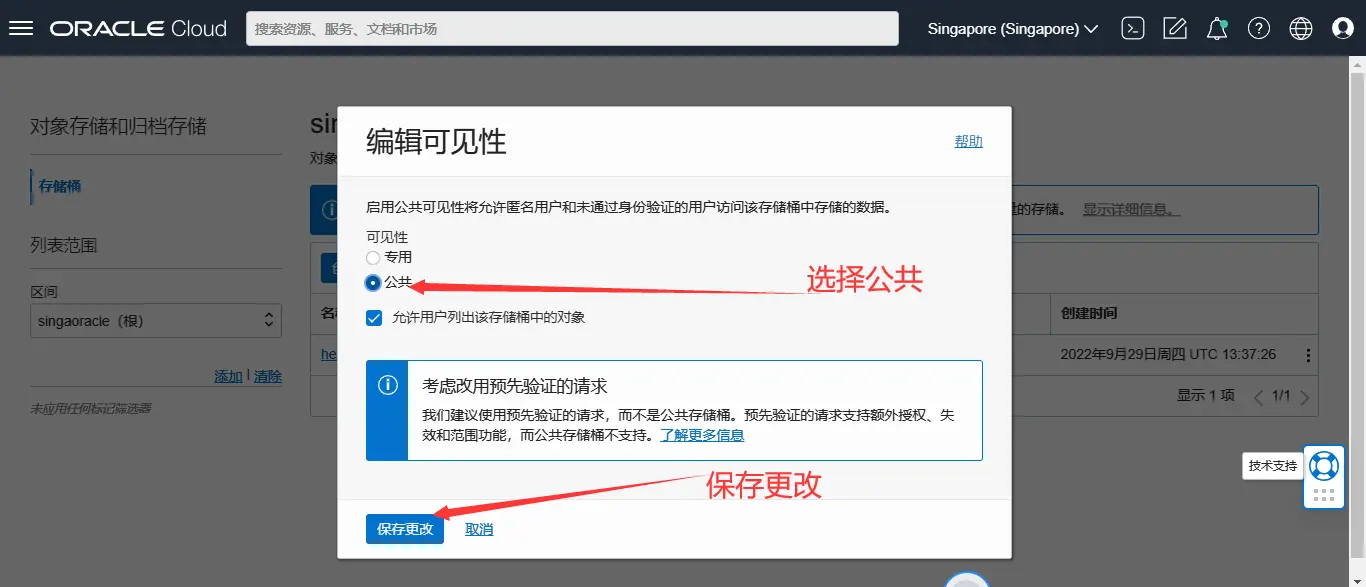 ORACLE Cloud
搜索资源、服务、文档和市场
Singapore (Singapore)
对象存储和归档存储
存储桶
列表范围
区间
singaoracle（根）
添加 | 清除
未应用任何标记筛选器
编辑可见性
帮助
启用公共可见性将允许匿名用户和未通过身份验证的用户访问该存储桶中存储的数据。
可见性
专用
公共
选择公共
允许用户列出该存储桶中的对象
考虑改用预先验证的请求
我们建议使用预先验证的请求，而不是公共存储桶。预先验证的请求支持额外授权、失
效和范围功能，而公共存储桶不支持。了解更多信息
保存更改
保存更改
取消
对象
的存储。 显示详细信息。
创建时间
he
2022年9月29日周四 UTC 13:37:26
显示 1 项
1/1
技术支持